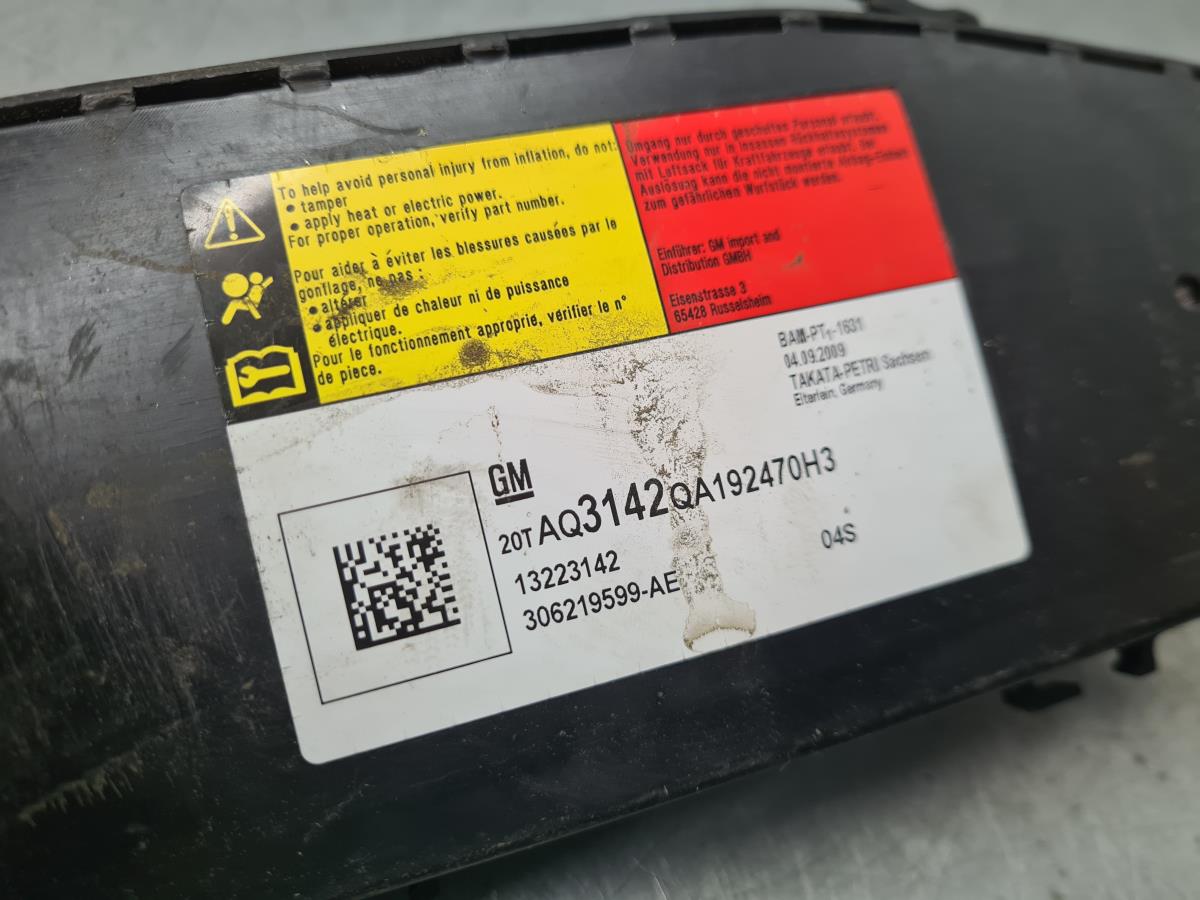 To help avoid personal injury from inflation, do not:
• tamper
• apply heat or electric power.
For proper operation, verify part number.
Pour aider à éviter les blessures causées par le
gonflage, ne pas :
• altérer
• appliquer de chaleur ni de puissance
électrique.
Pour le fonctionnement approprié, vérifier le n°
de piece.
Umgang nur durch geschultes Personal erlaubt.
Verwendung nur in Insassen Rückhaltesystemen
mit Luftsack für Kraftfahrzeuge erlaubt. Bei
Auslösung kann die nicht montierte Airbag-Einheit
zum gefährlichen Wurfstück werden.
Einführer: GM import and
Distribution GMBH
Eisenstrasse 3
65428 Russelsheim
BAM-PT₁-1631
04.09.2009
TAKATA-PETRI Sachsen
Elterlein, Germany
GM
20T AQ3142QA192470H3
13223142
04S
306219599-AE